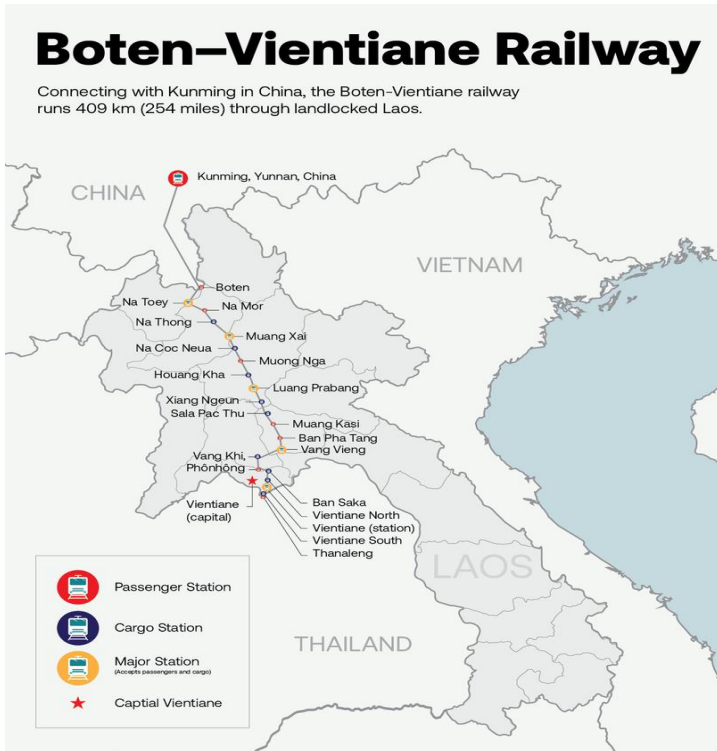 Boten–Vientiane Railway
Connecting with Kunming in China, the Boten-Vientiane railway
runs 409 km (254 miles) through landlocked Laos.
Kunming, Yunnan, China
CHINA
VIETNAM
Boten
Na Toey
Na Mor
Na Thong
Muang Xai
Na Coc Neua
Muong Nga
Houang Kha
Luang Prabang
Xiang Ngeun
Sala Pac Thu
Muang Kasi
Ban Pha Tang
Vang Vieng
Vang Khi,
Phônhông
Vientiane
(capital)
Ban Saka
Vientiane North
Vientiane (station)
Vientiane South
Thanaleng
LAOS
THAILAND
Passenger Station
Cargo Station
Major Station
(Accepts passengers and cargo)
Captial Vientiane